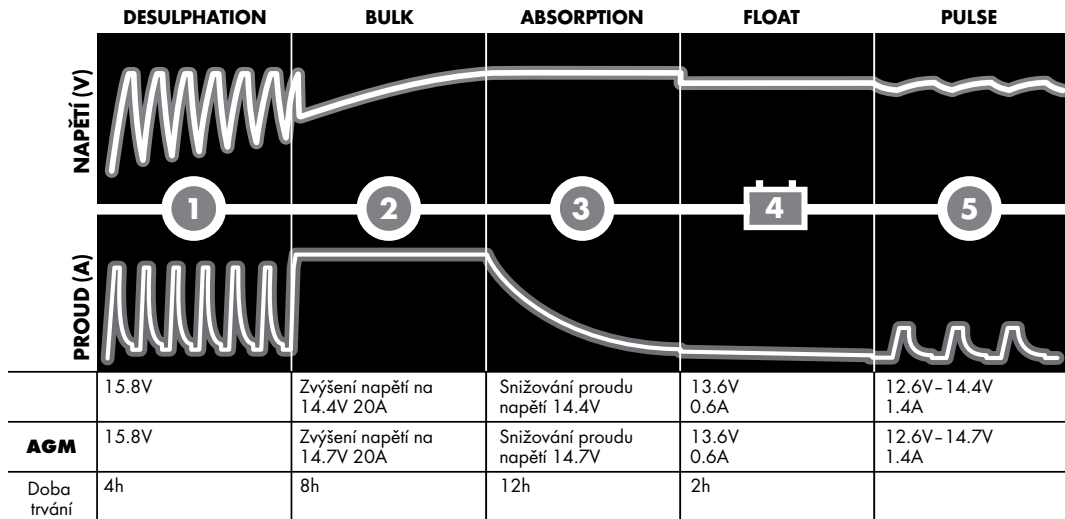 DESULPHATION BULK ABSORPTION FLOAT PULSE
NAPĚTÍ (V)
1 2 3 4 5
PROUD (A)
15.8V Zvýšení napětí na Snižování proudu 13.6V 12.6V–14.4V
14.4V 20A napětí 14.4V 0.6A 1.4A
AGM 15.8V Zvýšení napětí na Snižování proudu 13.6V 12.6V–14.7V
14.7V 20A napětí 14.7V 0.6A 1.4A
Doba 4h 8h 12h 2h
trvání